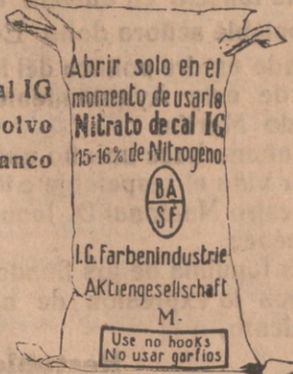 Abrir solo en el
momento de usarlo
Nitrato de cal IG
15-16% de Nitrogeno.
BA
SF
I.G. Farbenindustrie
Aktiengesellschaft
M-
Use no hooks
No usar garfios
al IG
olvo
anco